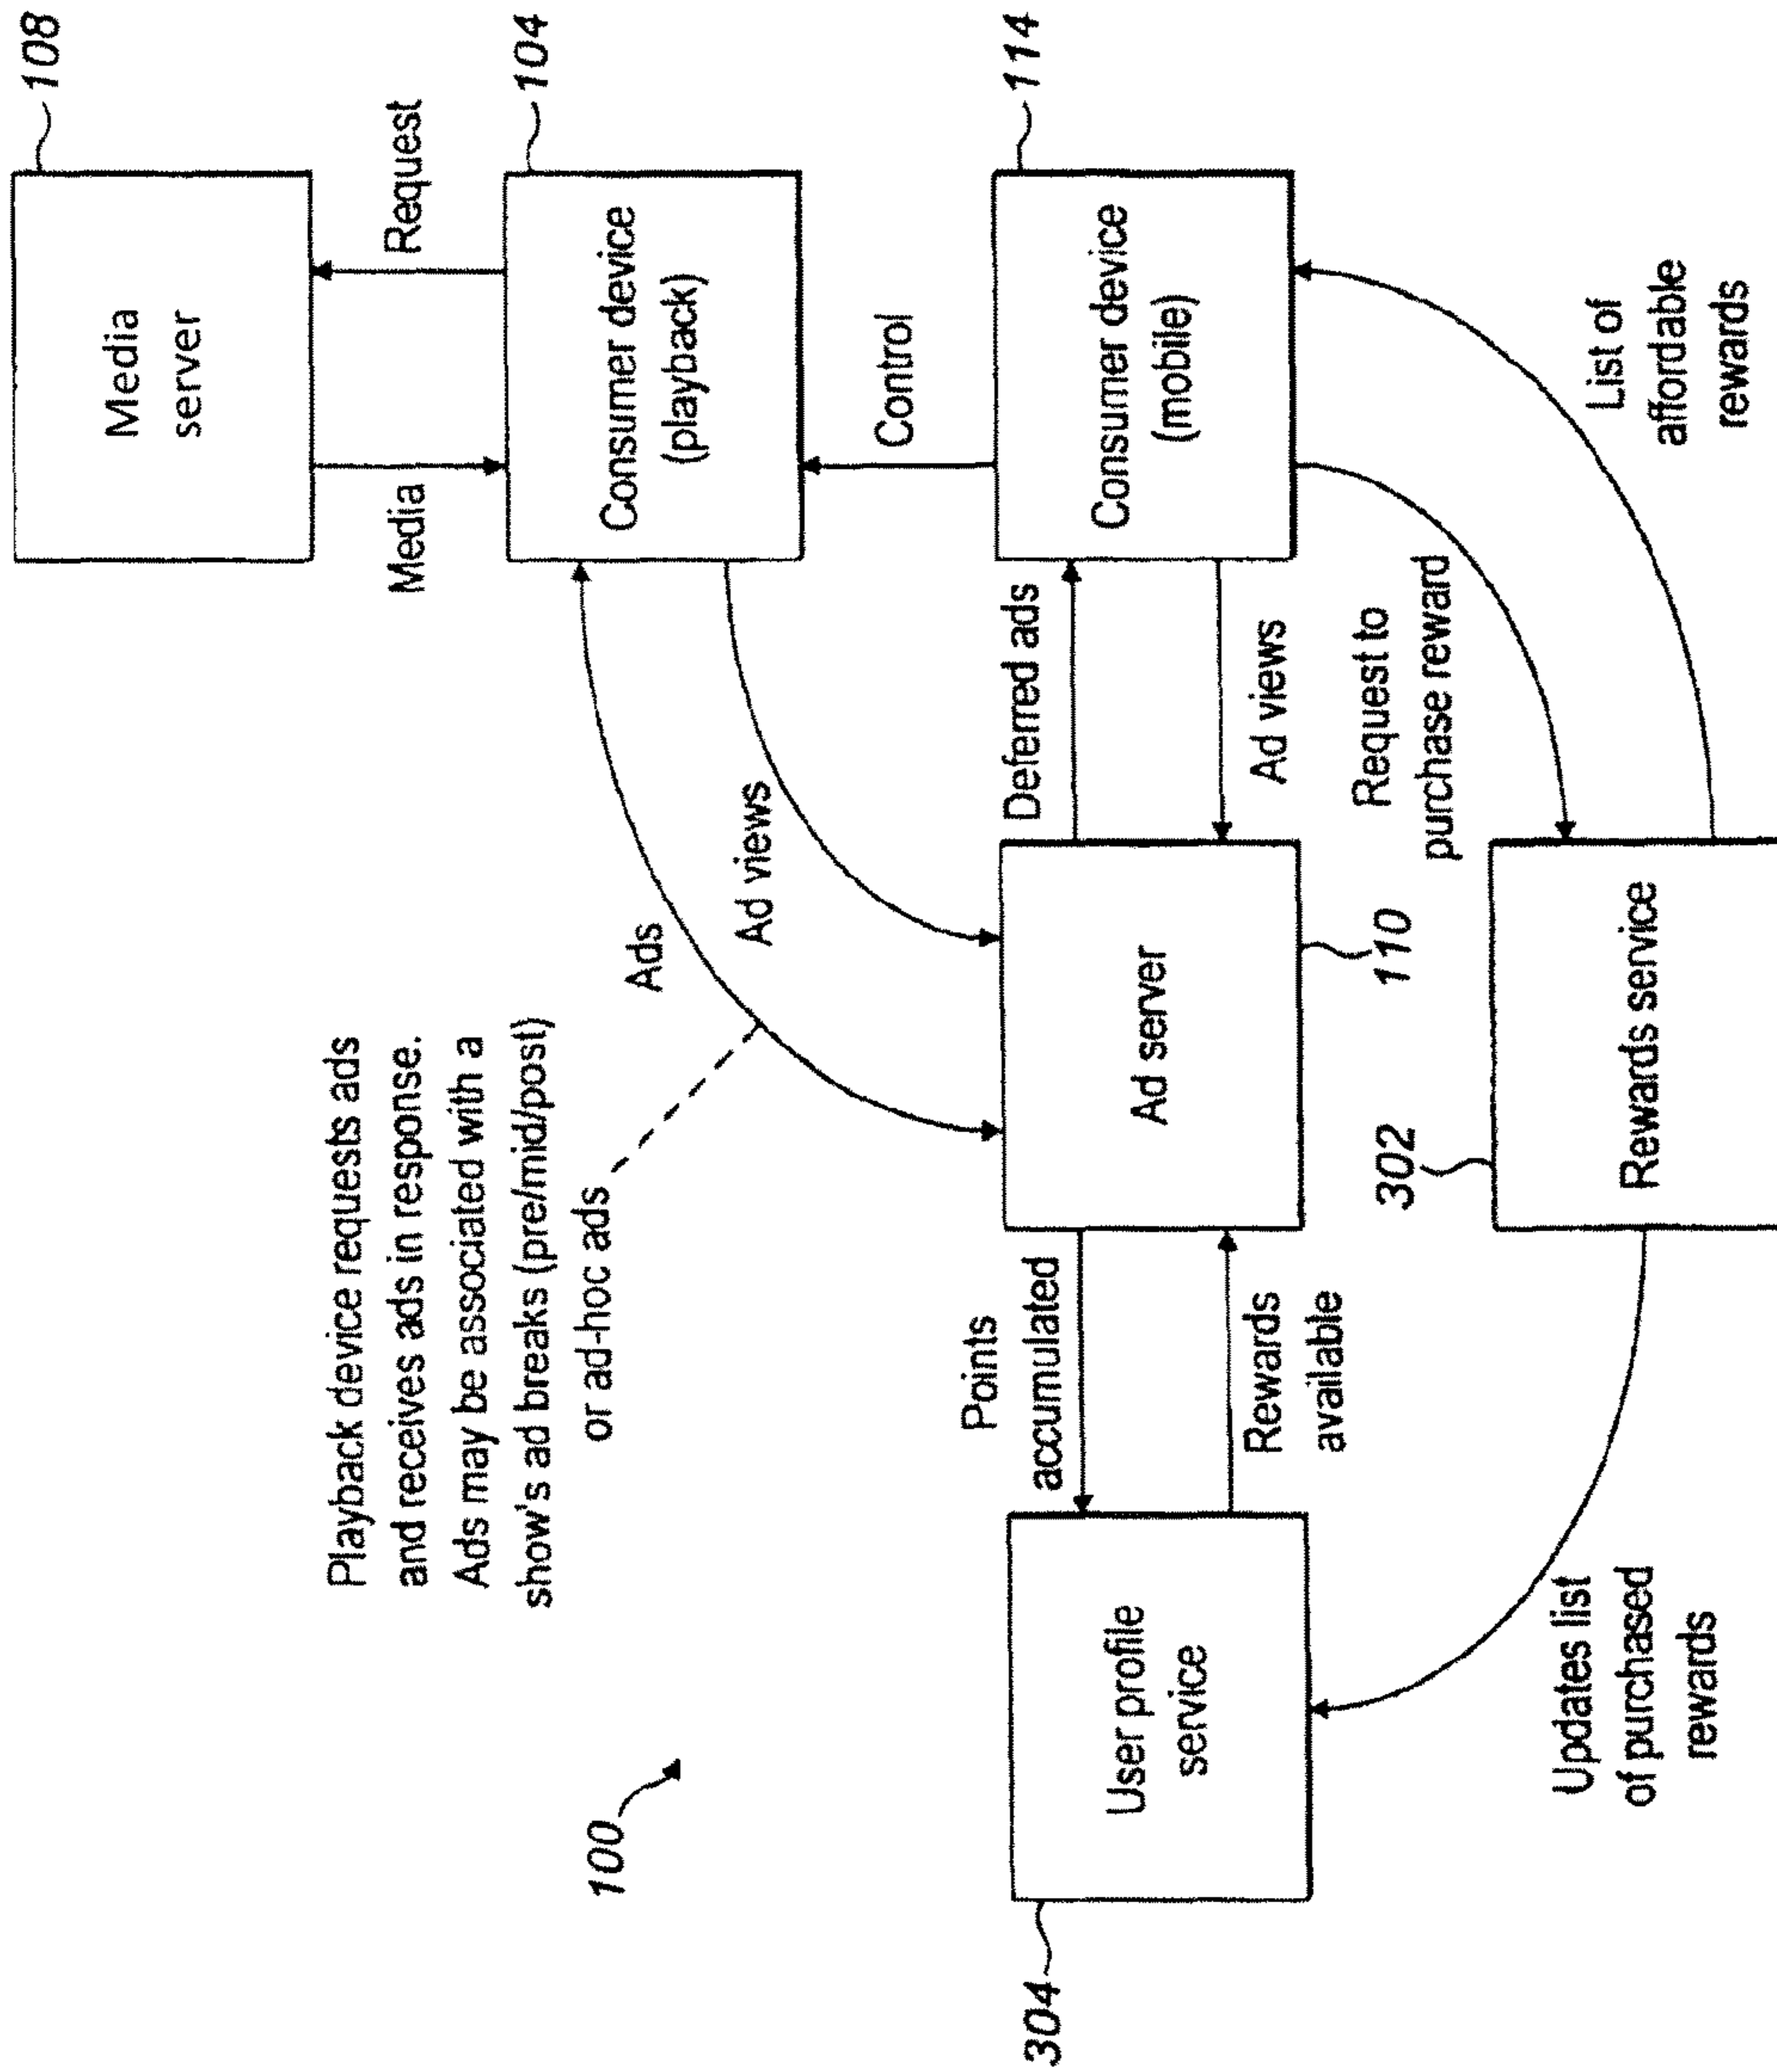 Playback device requests ads
and receives ads in response.
Ads may be associated with a
show's ad breaks (pre/mid/post)
or ad-hoc ads
100
Media
server
108
Media
Request
Consumer device
(playback)
104
Ads
Ad views
Control
User profile
service
304
Points
accumulated
Rewards
available
Ad server
110
Deferred ads
Ad views
Consumer device
(mobile)
114
Request to
purchase reward
List of
affordable
rewards
Rewards service
302
Updates list
of purchased
rewards